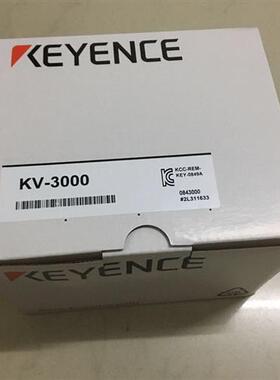 KEYENCE
KV-3000
KCC-REM-
KEY-0849A
0843000
#2L311633
KEYENCE